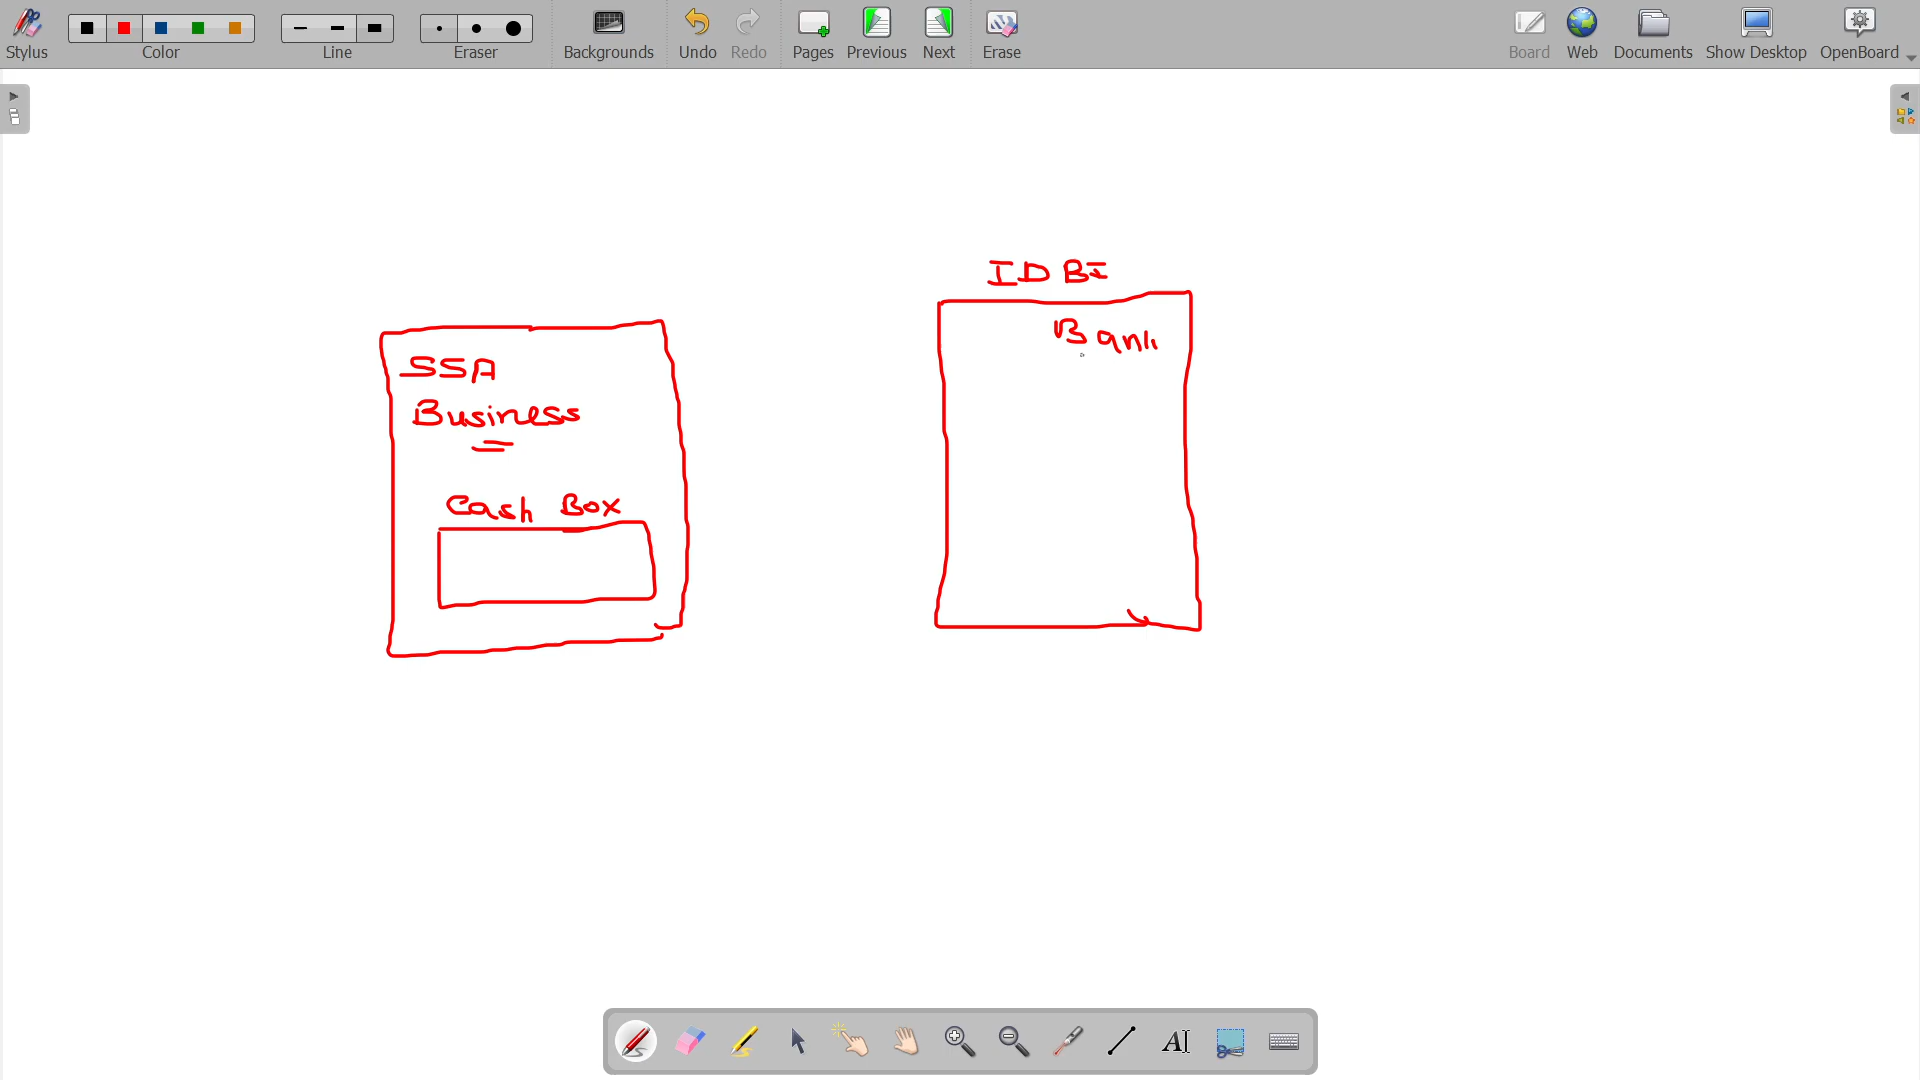 Stylus
Color
Line
Eraser
Backgrounds
Undo
Redo
Pages
Previous
Next
Erase
Board
Web
Documents
Show Desktop
OpenBoard
SSA
Business
Cash Box
IDBI
Bank
AI